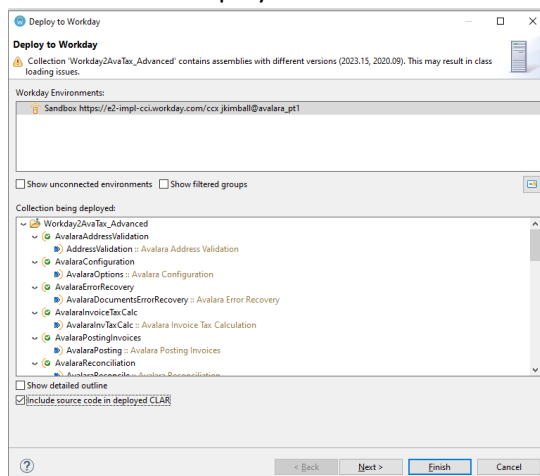 Deploy to Workday
Deploy to Workday
Collection 'Workday2AvaTax_Advanced' contains assemblies with different versions (2023.15, 2020.09). This may result in class
loading issues.
Workday Environments:
Sandbox https://e2-impl-cci.workday.com/ccx jkimball@avalara_pt1
Show unconnected environments Show filtered groups
Collection being deployed:
Workday2AvaTax_Advanced
AvalaraAddressValidation
AddressValidation :: Avalara Address Validation
AvalaraConfiguration
AvalaraOptions :: Avalara Configuration
AvalaraErrorRecovery
AvalaraDocumentsErrorRecovery :: Avalara Error Recovery
AvalaraInvoiceTaxCalc
AvalaraInvTaxCalc :: Avalara Invoice Tax Calculation
AvalaraPostingInvoices
AvalaraPosting :: Avalara Posting Invoices
AvalaraReconciliation
AvalaraReconcile :: Avalara Reconciliation
Show detailed outline
Include source code in deployed CLAR
? < Back Next > Finish Cancel